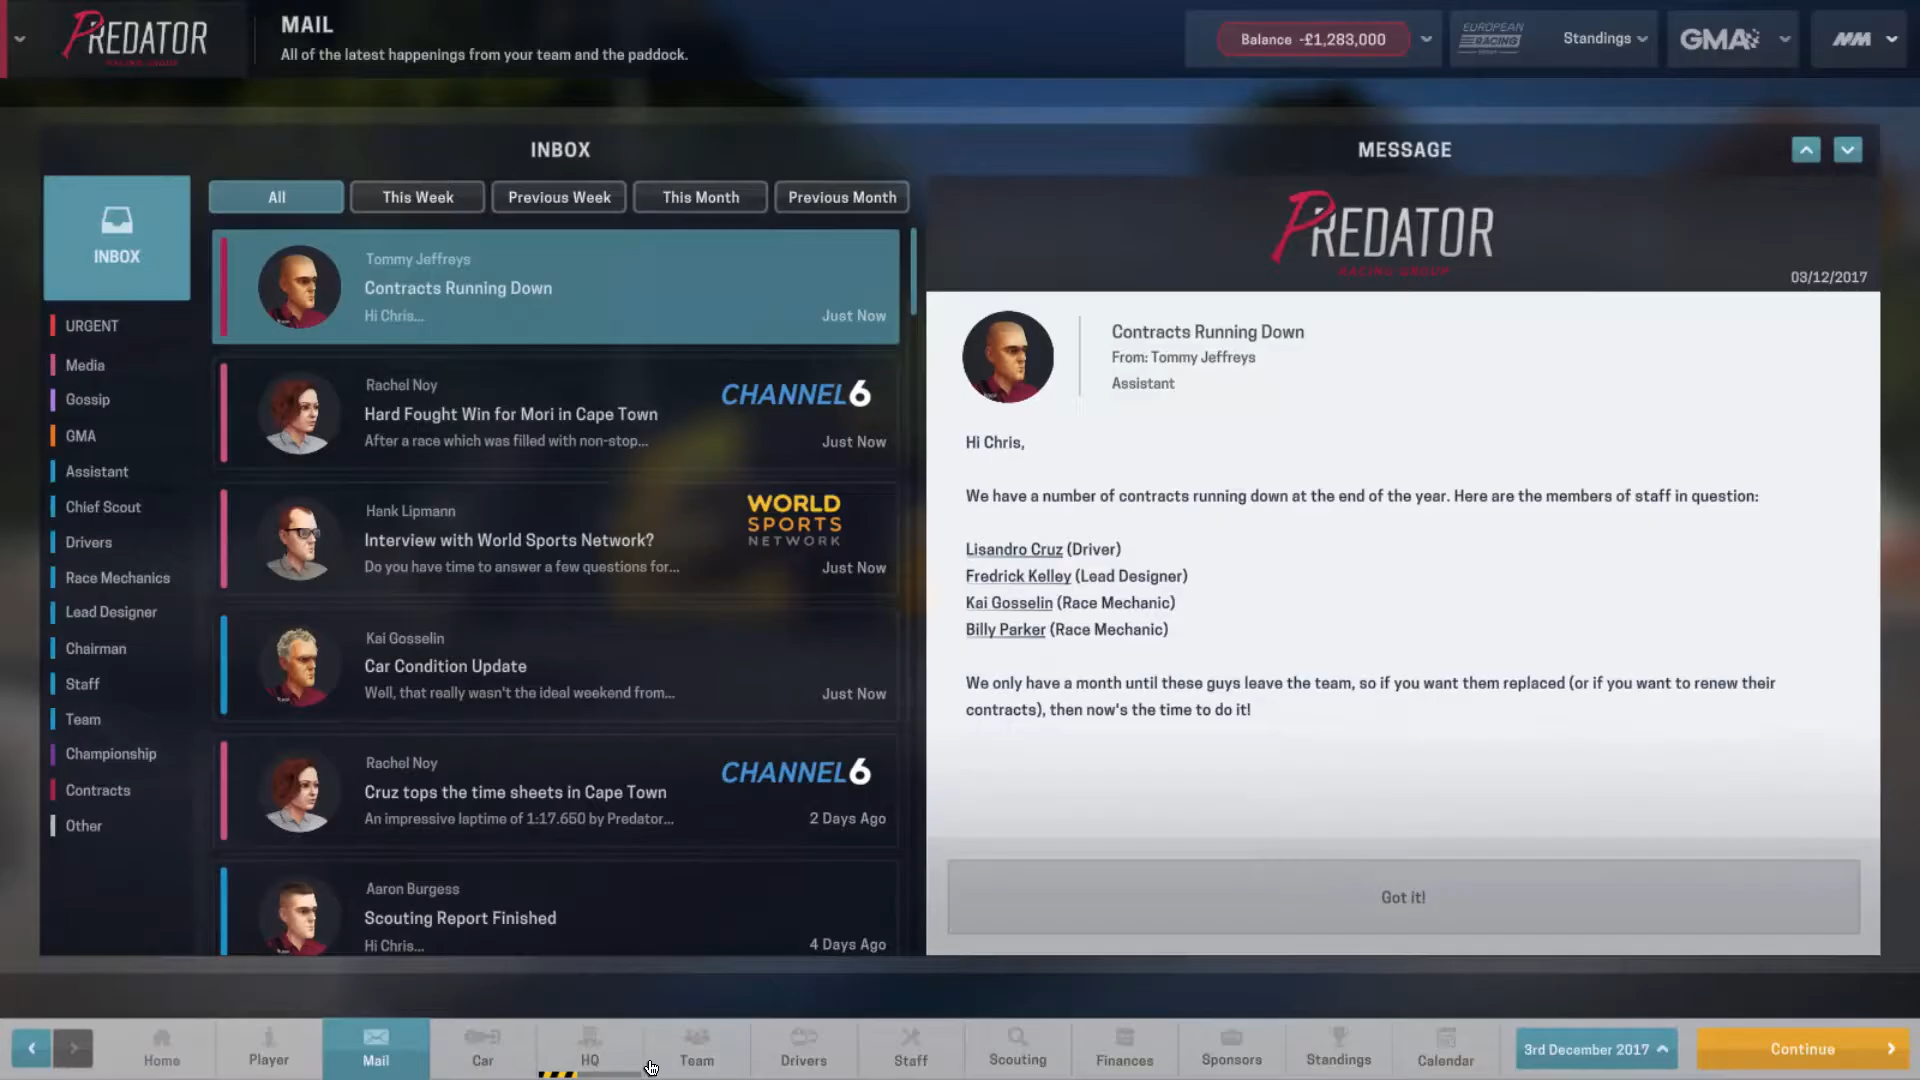 PREDATOR
RACING GROUP
MAIL
All of the latest happenings from your team and the paddock.
Balance -£1,283,000
EUROPEAN
RACING
Standings
GMA
MM
INBOX
MESSAGE
INBOX
All
This Week
Previous Week
This Month
Previous Month
URGENT
Media
Gossip
GMA
Assistant
Chief Scout
Drivers
Race Mechanics
Lead Designer
Chairman
Staff
Team
Championship
Contracts
Other
Tommy Jeffreys
Contracts Running Down
Hi Chris...
Just Now
Rachel Noy
CHANNEL6
Hard Fought Win for Mori in Cape Town
After a race which was filled with non-stop...
Just Now
Hank Lipmann
WORLD
SPORTS
NETWORK
Interview with World Sports Network?
Do you have time to answer a few questions for...
Just Now
Kai Gosselin
Car Condition Update
Well, that really wasn't the ideal weekend from...
Just Now
Rachel Noy
CHANNEL6
Cruz tops the time sheets in Cape Town
An impressive laptime of 1:17.650 by Predator...
2 Days Ago
Aaron Burgess
Scouting Report Finished
Hi Chris...
4 Days Ago
PREDATOR
RACING GROUP
03/12/2017
Contracts Running Down
From: Tommy Jeffreys
Assistant
Hi Chris,
We have a number of contracts running down at the end of the year. Here are the members of staff in question:
Lisandro Cruz (Driver)
Fredrick Kelley (Lead Designer)
Kai Gosselin (Race Mechanic)
Billy Parker (Race Mechanic)
We only have a month until these guys leave the team, so if you want them replaced (or if you want to renew their
contracts), then now's the time to do it!
Got it!
Home
Player
Mail
Car
HQ
Team
Drivers
Staff
Scouting
Finances
Sponsors
Standings
Calendar
3rd December 2017
Continue